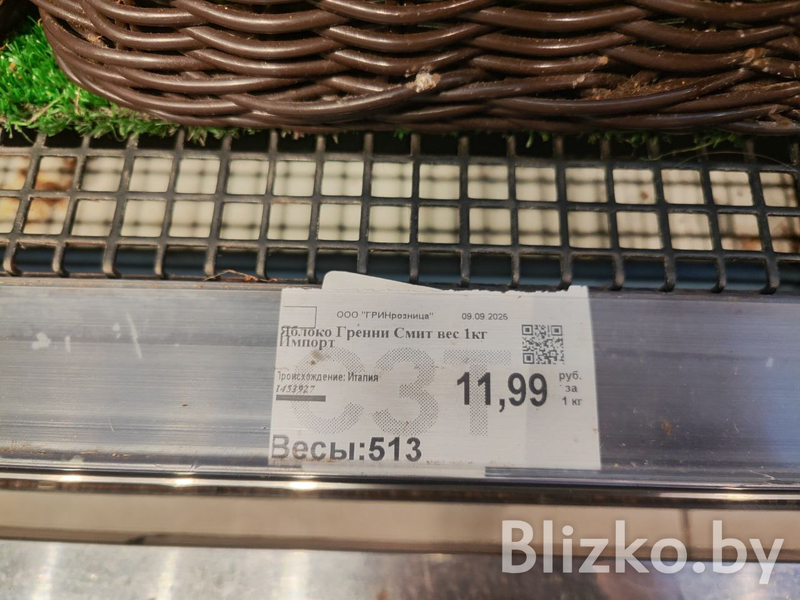 ООО "ГРИНрозница" 09.09.2025
Яблоко Гренни Смит вес 1кг
Импорт
Происхождение: Италия
1453927
11,99 руб.
за
1 кг
СЗТ
Весы:513
Blizko.by